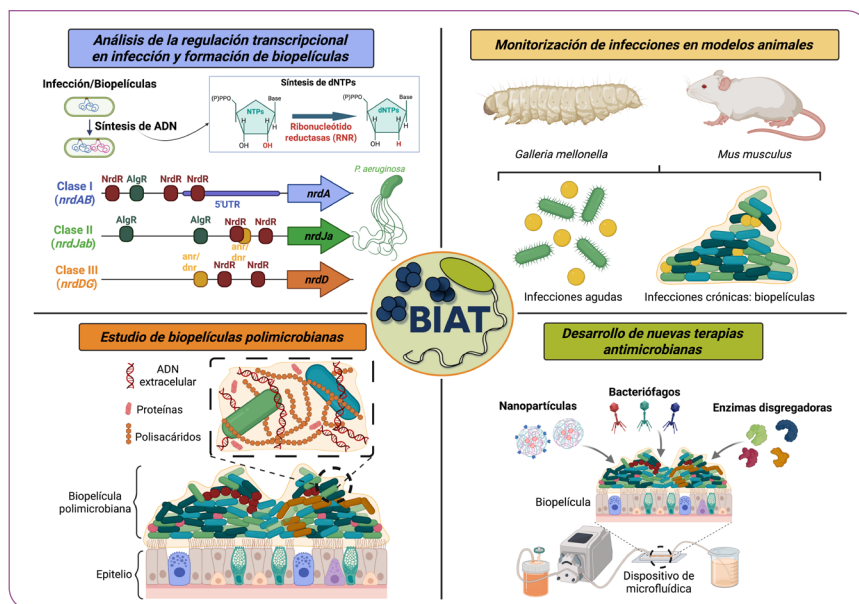 Análisis de la regulación transcripcional
en infección y formación de biopelículas
Infección/Biopelículas
Síntesis de ADN
Síntesis de dNTPs
(P)PPO
Base
NTPs
H
H
H
H
OH
OH
Ribonucleótido
reductasas (RNR)
(P)PPO
Base
dNTPs
H
H
H
H
OH
H
P. aeruginosa
Clase I
(nrdAB)
NrdR
AlgR
NrdR
NrdR
5'UTR
nrdA
Clase II
(nrdJab)
AlgR
AlgR
NrdR
NrdR
anr/
dnr
nrdJa
Clase III
(nrdDG)
anr/
dnr
NrdR
NrdR
nrdD
Monitorización de infecciones en modelos animales
Galleria mellonella
Mus musculus
Infecciones agudas
Infecciones crónicas: biopelículas
BIAT
Estudio de biopelículas polimicrobianas
ADN
extracelular
Proteínas
Polisacáridos
Biopelícula
polimicrobiana
Epitelio
Desarrollo de nuevas terapias
antimicrobianas
Nanopartículas
Bacteriófagos
Enzimas disgregadoras
Biopelícula
Dispositivo de
microfluídica